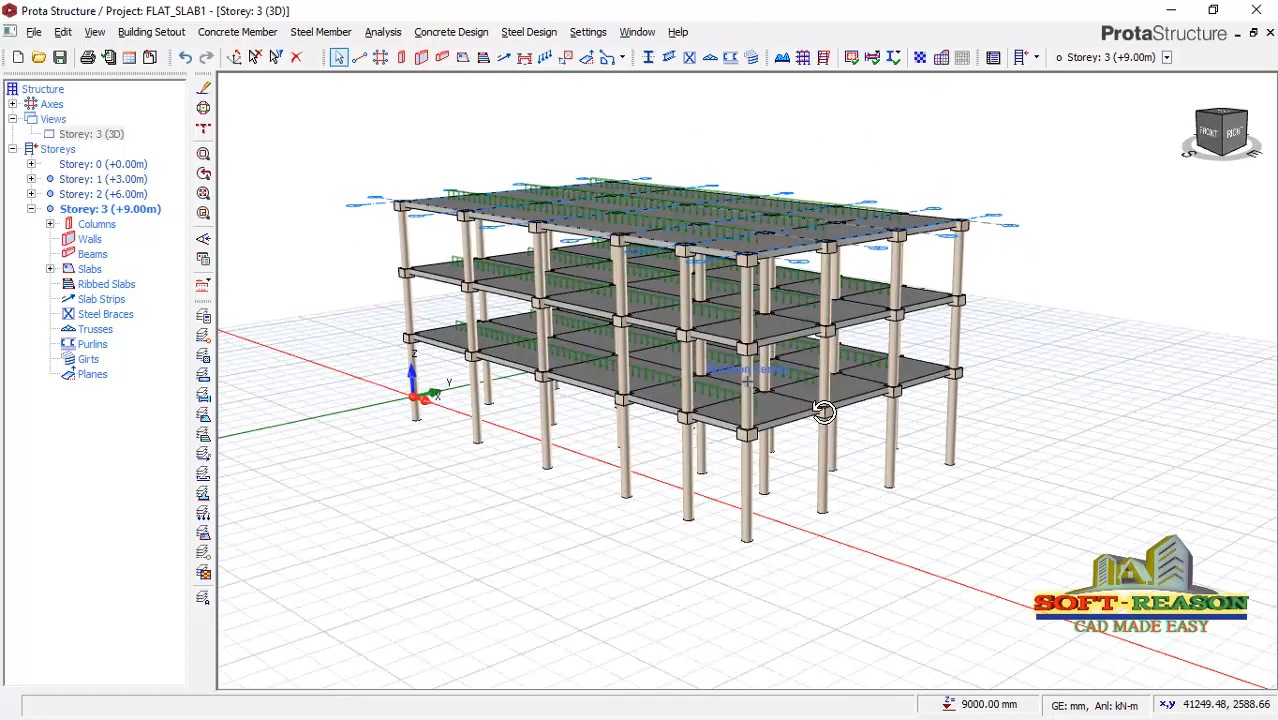 Prota Structure / Project: FLAT_SLAB1 - [Storey: 3 (3D)]
File Edit View Building Setout Concrete Member Steel Member Analysis Concrete Design Steel Design Settings Window Help
ProtaStructure
o Storey: 3 (+9.00m)
Structure
Axes
Views
Storey: 3 (3D)
Storeys
Storey: 0 (+0.00m)
Storey: 1 (+3.00m)
Storey: 2 (+6.00m)
Storey: 3 (+9.00m)
Columns
Walls
Beams
Slabs
Ribbed Slabs
Slab Strips
Steel Braces
Trusses
Purlins
Girts
Planes
FRONT RIGHT
S E
Z
Y
X
Rotation Center
SOFT-REASON
CAD MADE EASY
Z= 9000.00 mm
GE: mm, Anl: kN-m
x,y 41249.48, 2588.66